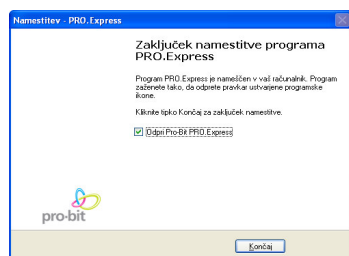 Namestitev - PRO.Express
Zaključek namestitve programa
PRO.Express
Program PRO.Express je nameščen v vaš računalnik. Program
zaženete tako, da odprete pravkar ustvarjene programske
ikone.
Kliknite tipko Končaj za zaključek namestitve.
Odpri Pro-Bit PRO.Express
pro·bit
Končaj